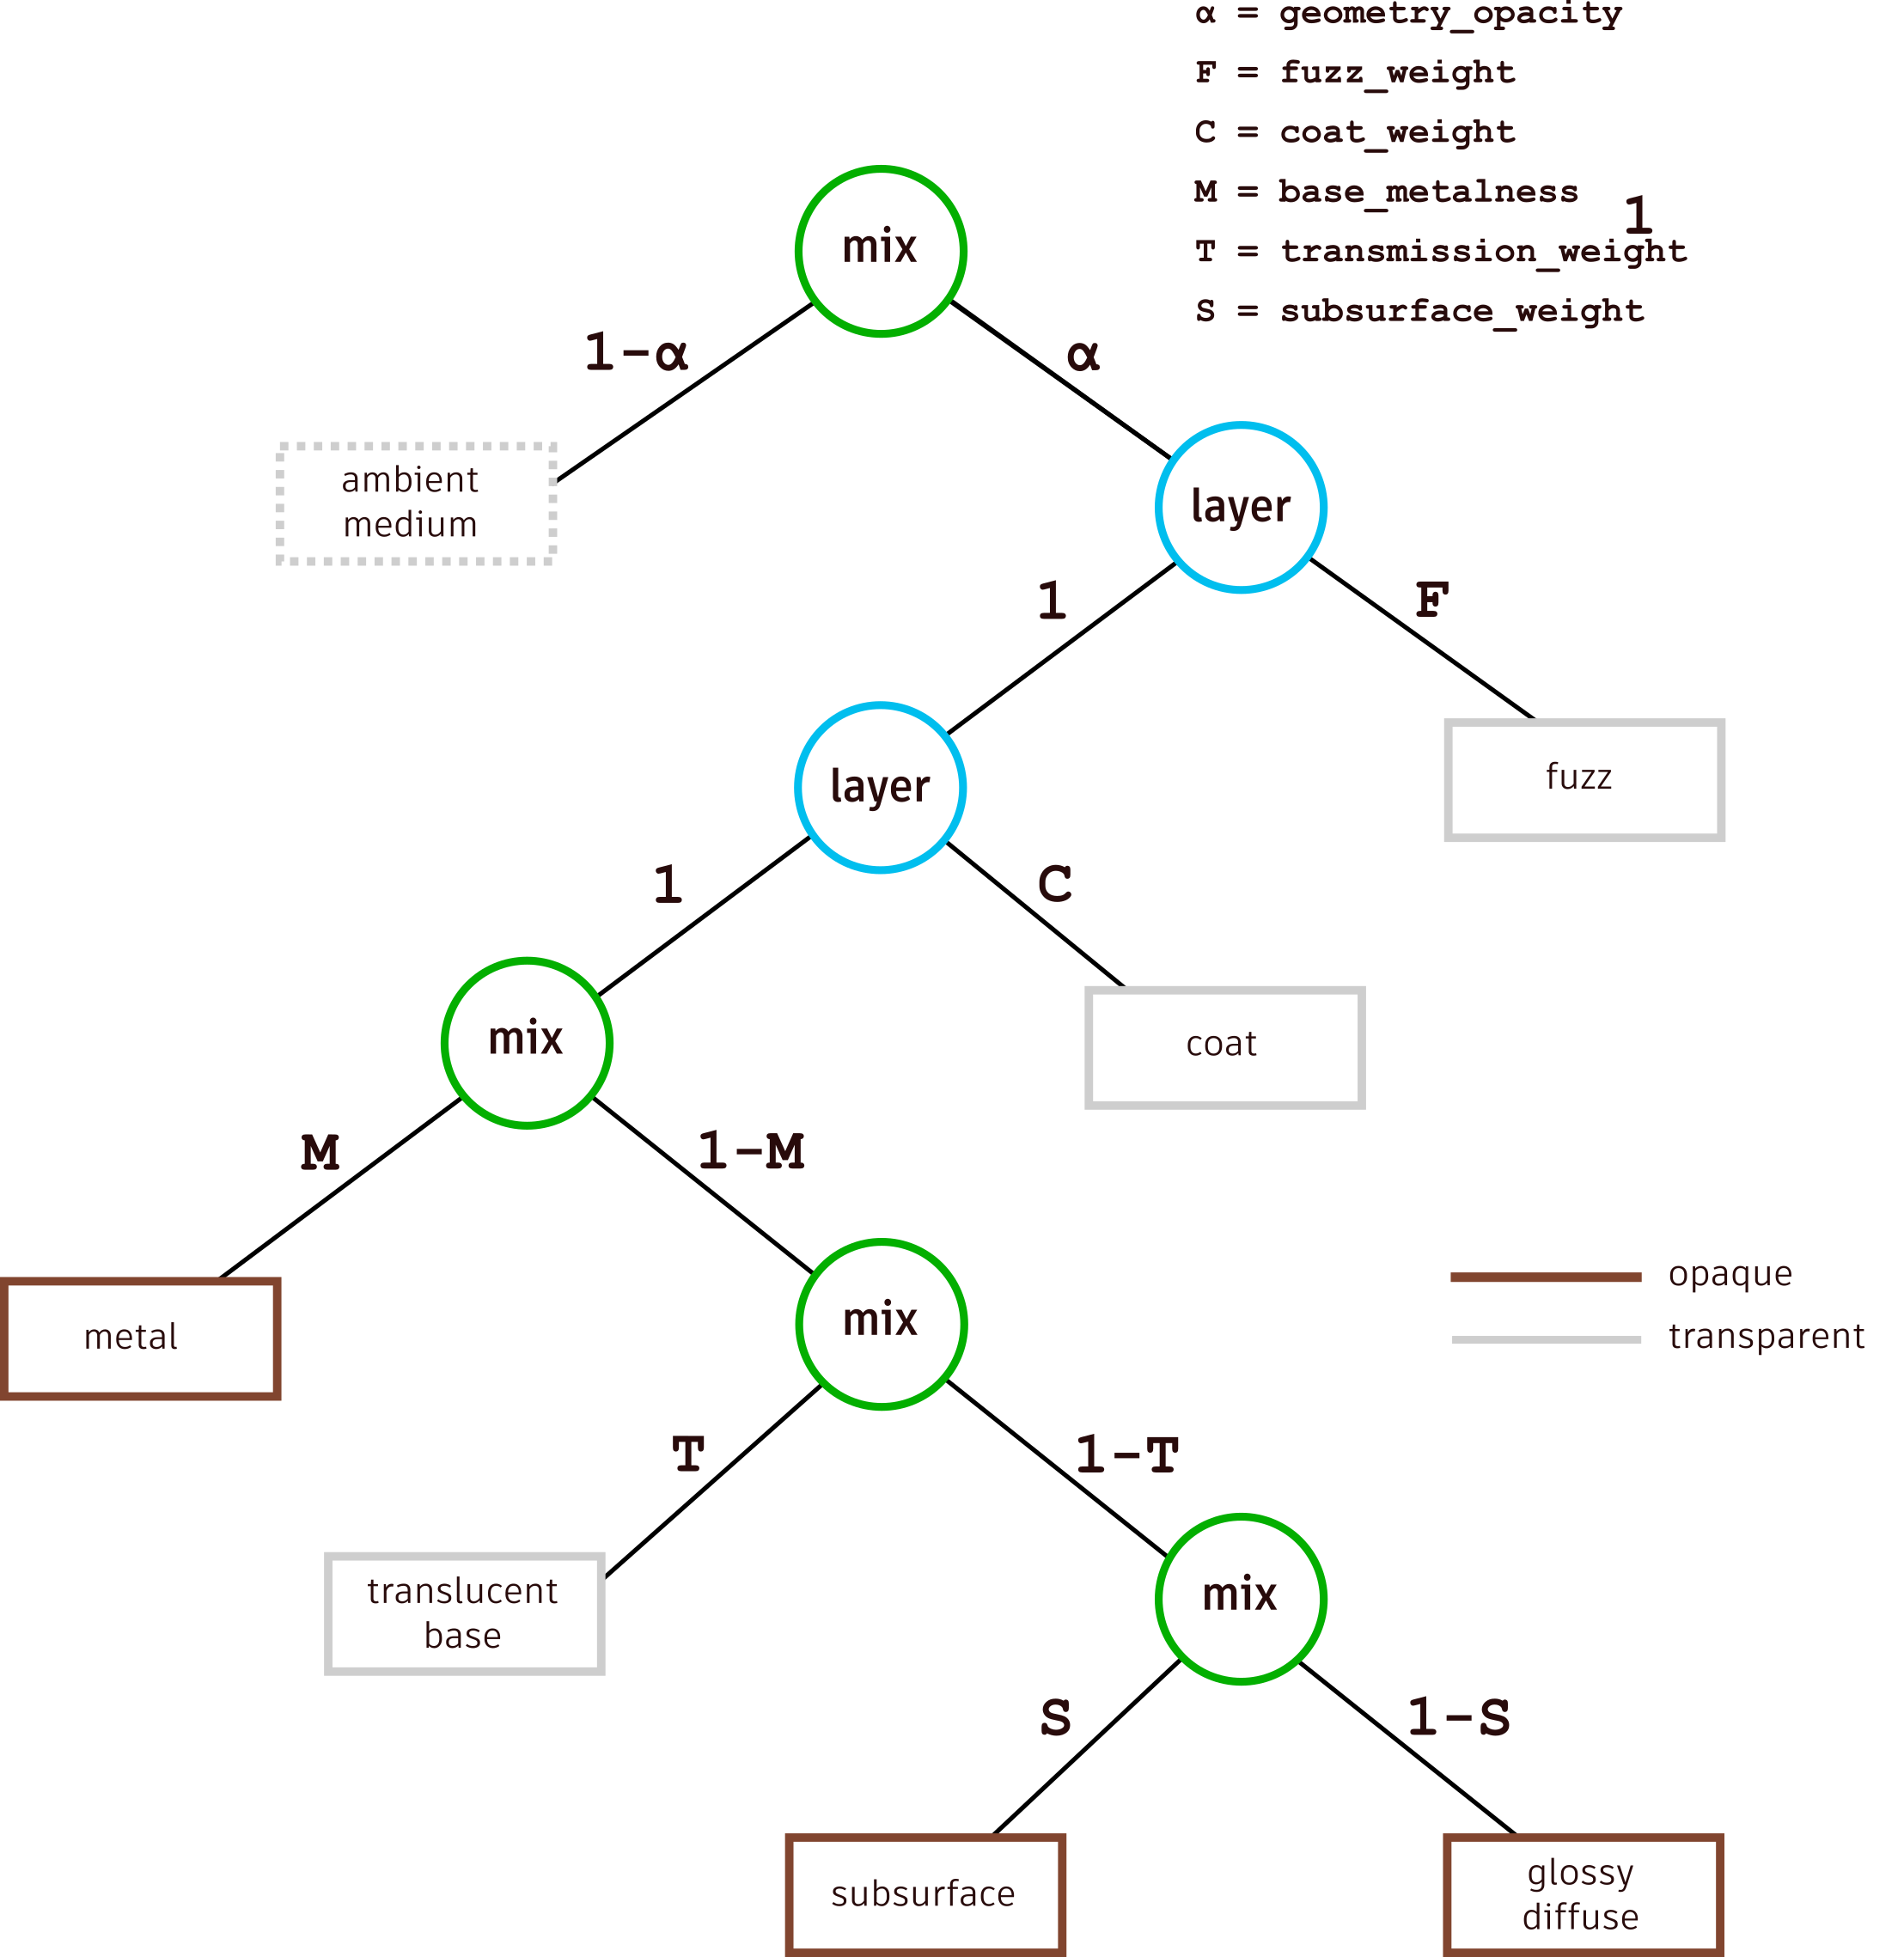 α = geometry_opacity
F = fuzz_weight
C = coat_weight
M = base_metalness
1
T = transmission_weight
S = subsurface_weight
mix
1-α
α
ambient
medium
layer
1
F
layer
fuzz
1
C
mix
coat
M
1-M
metal
mix
opaque
transparent
T
1-T
translucent
base
mix
S
1-S
subsurface
glossy
diffuse